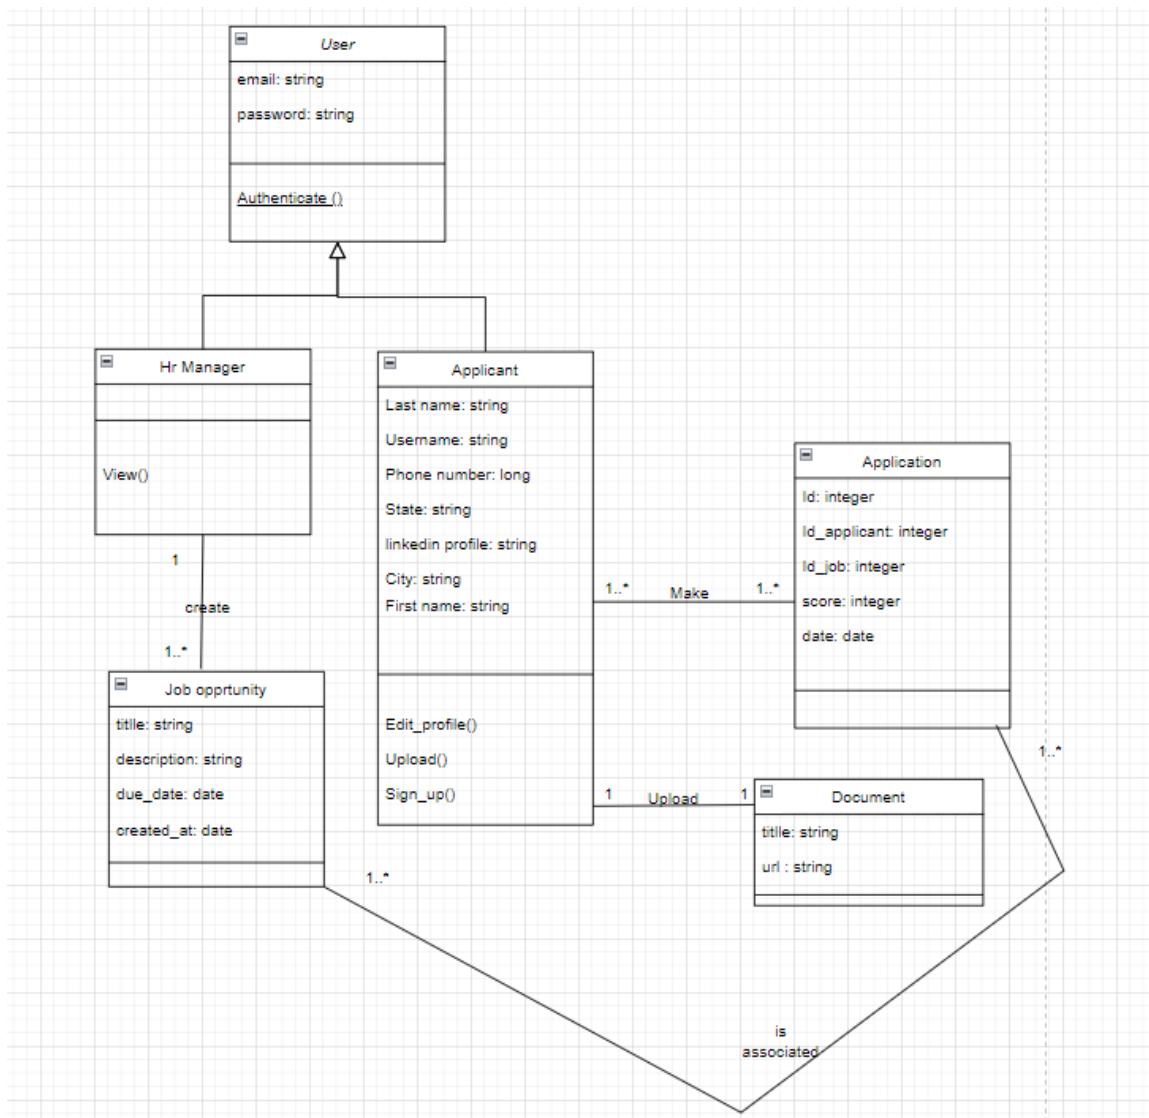 User
email: string
password: string
Authenticate ()
Hr Manager
View()
1
create
1..*
Job opprtunity
titlle: string
description: string
due_date: date
created_at: date
Applicant
Last name: string
Username: string
Phone number: long
State: string
linkedin profile: string
City: string
First name: string
Edit_profile()
Upload()
Sign_up()
1..*
Make
1..*
Application
Id: integer
Id_applicant: integer
Id_job: integer
score: integer
date: date
1
Upload
1
Document
titlle: string
url : string
1..*
1..*
is
associated